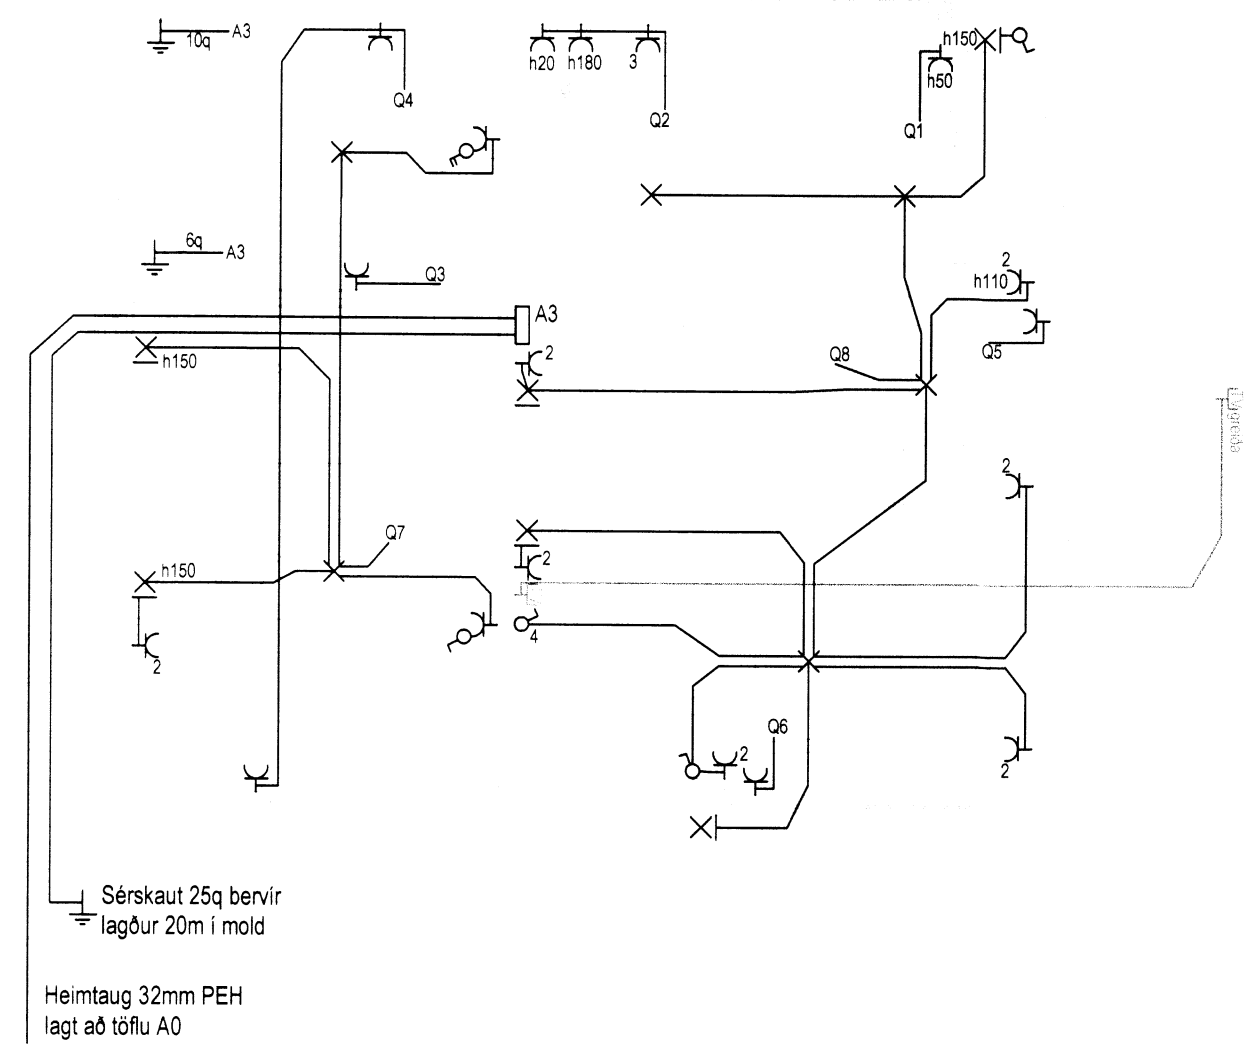 10q
A3
Q4
h20
h180
3
Q2
h150
h50
Q1
6q
A3
Q3
2
h110
A3
Q5
h150
2
Q8
2
Q7
h150
2
4
2
Q6
2
2
Sérskaut 25q bervír
lagður 20m í mold
Heimtaug 32mm PEH
lagt að töflu A0